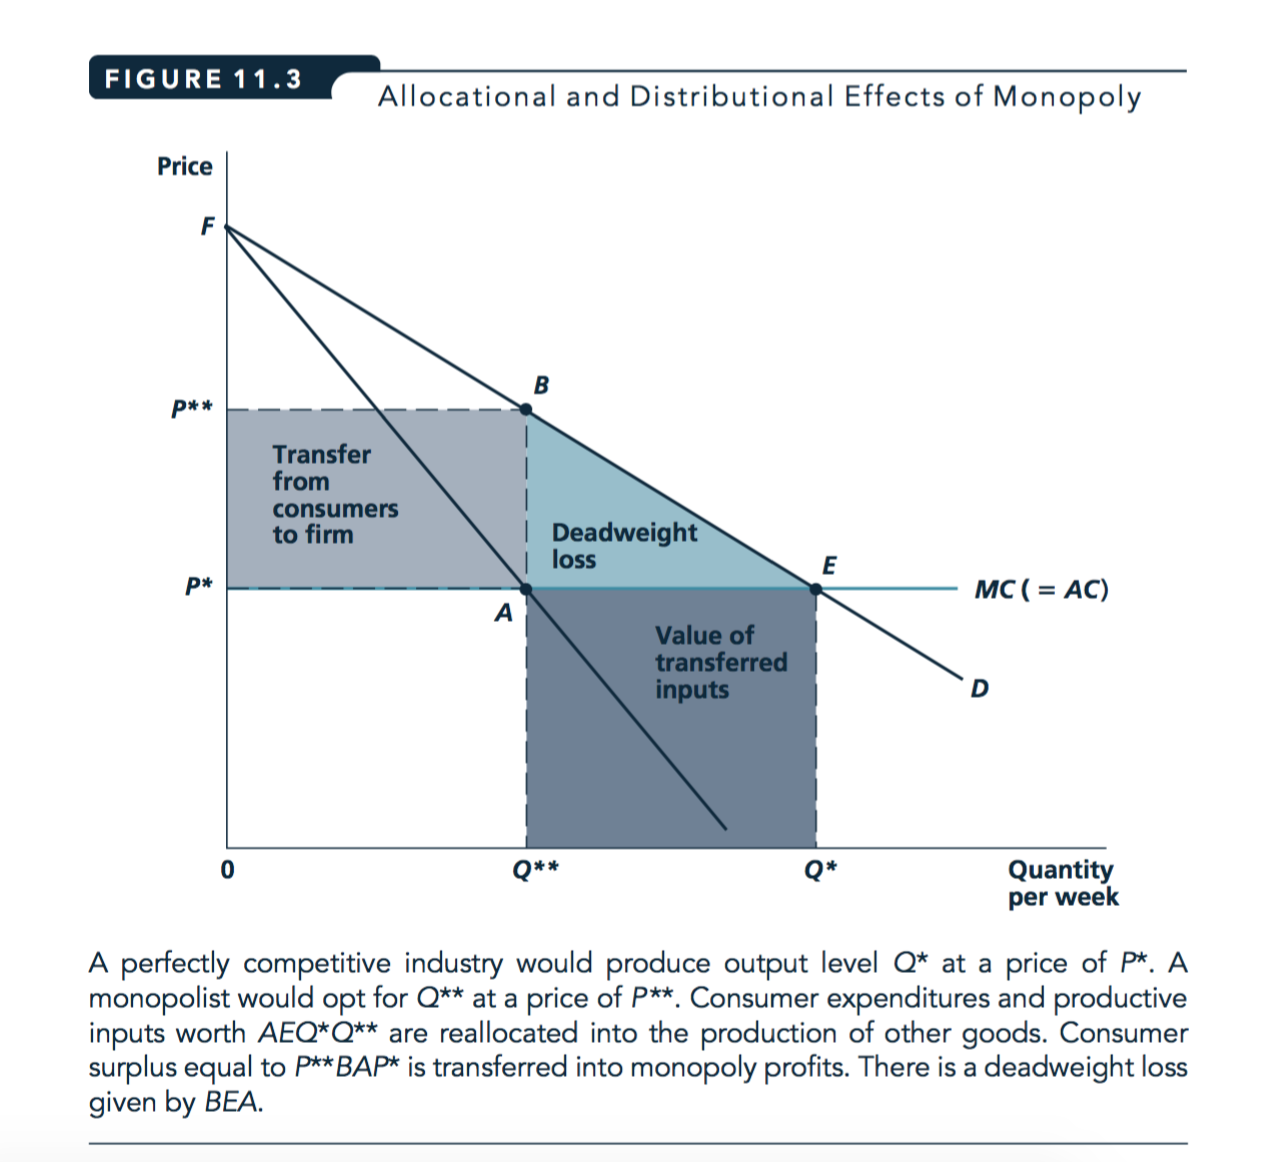 FIGURE 11.3
Allocational and Distributional Effects of Monopoly
Price
F
B
P**
Transfer
from
consumers
to firm
Deadweight
loss
E
P*
MC ( = AC)
A
Value of
transferred
inputs
D
0
Q**
Q*
Quantity
per week
A perfectly competitive industry would produce output level Q* at a price of P*. A
monopolist would opt for Q** at a price of P**. Consumer expenditures and productive
inputs worth AEQ*Q** are reallocated into the production of other goods. Consumer
surplus equal to P**BAP* is transferred into monopoly profits. There is a deadweight loss
given by BEA.